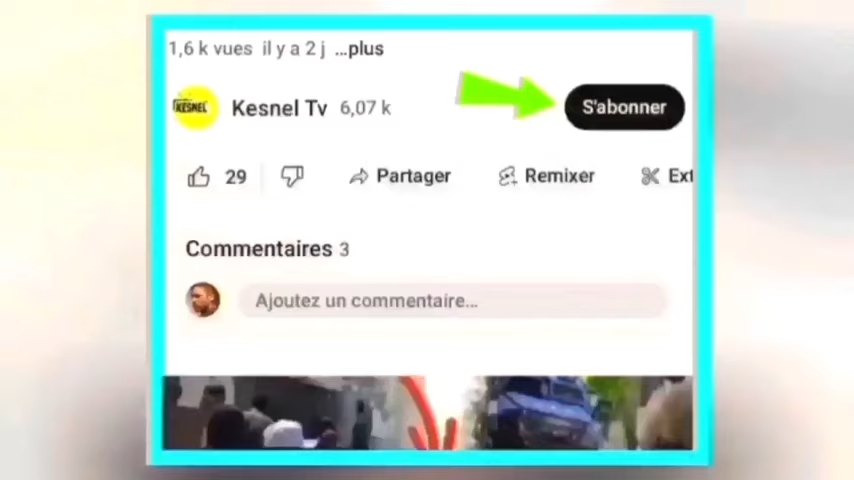 1,6 k vues il y a 2 j ...plus
KESNEL
Kesnel Tv 6,07 k
S'abonner
29
Partager
Remixer
Ext
Commentaires 3
Ajoutez un commentaire...